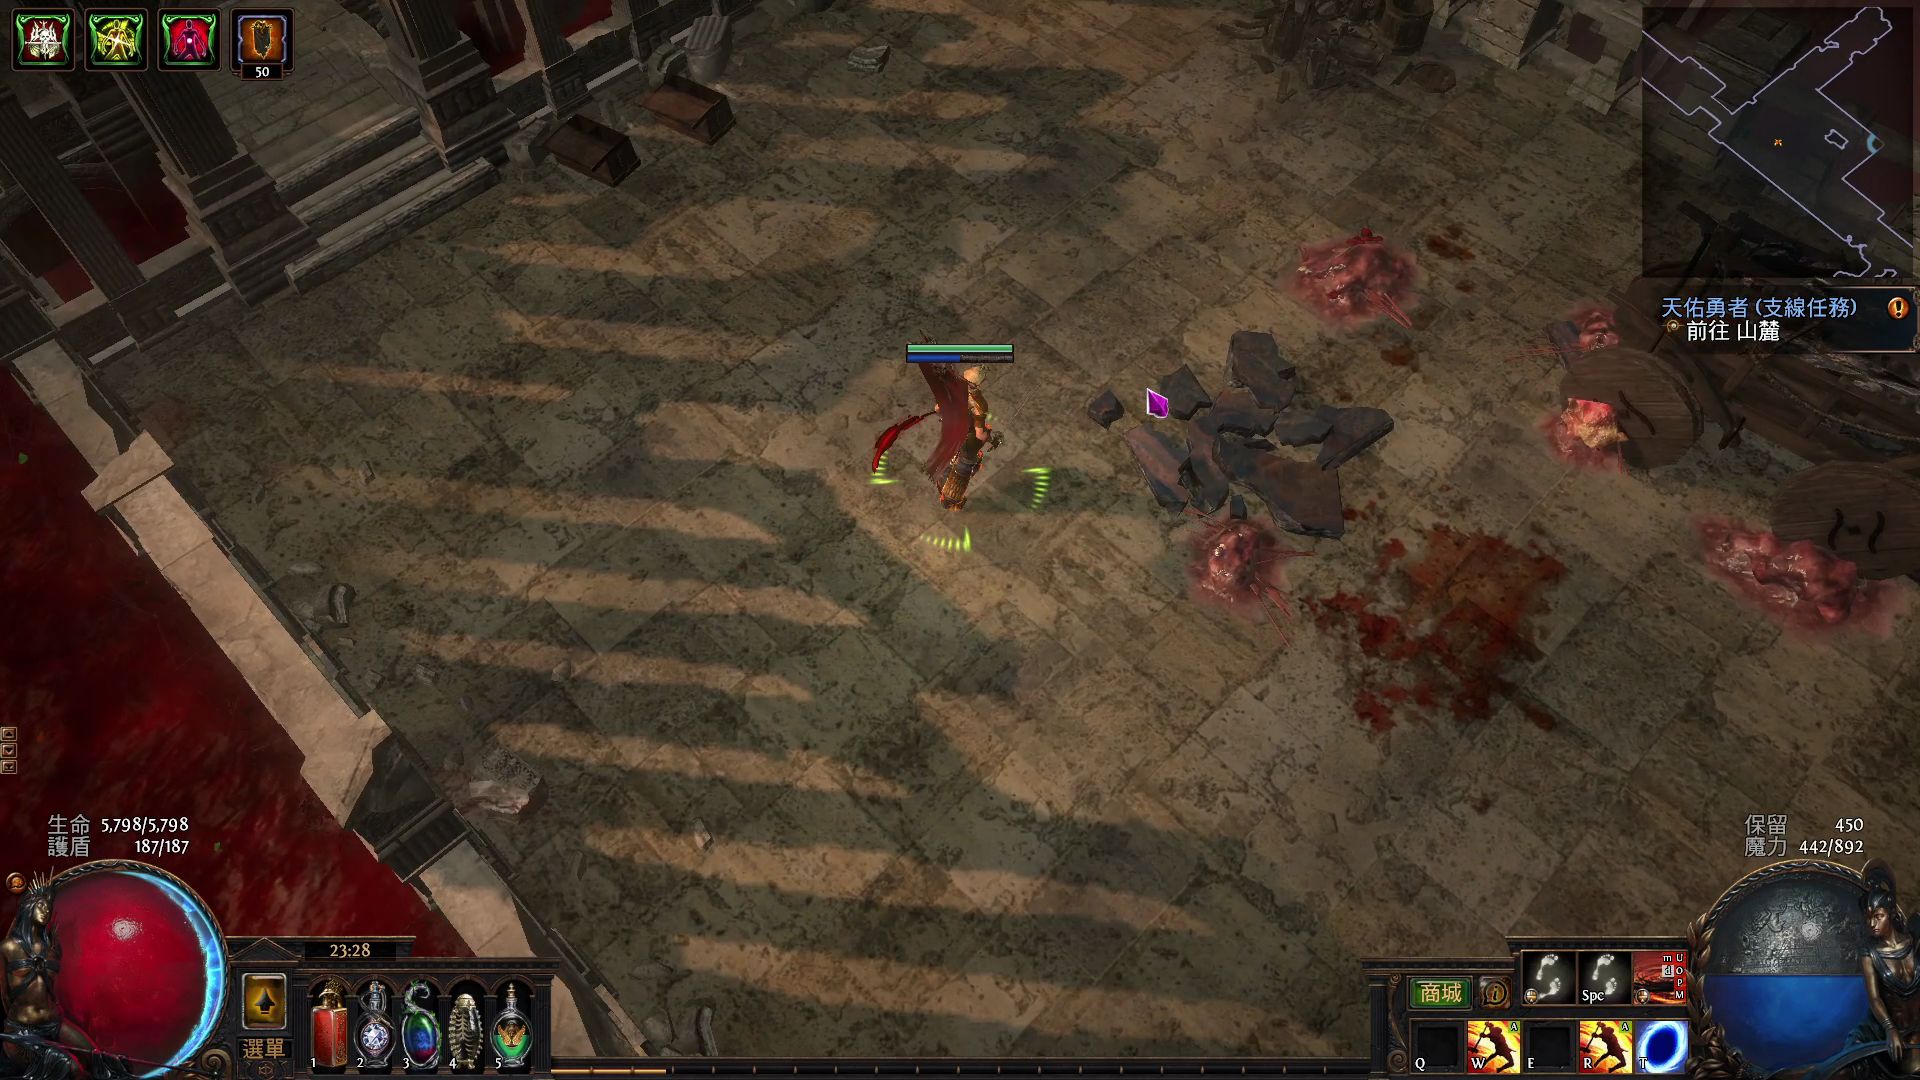 50
天佑勇者 (支線任務)
前往 山麓
生命 5,798/5,798
護盾 187/187
保留 450
魔力 442/892
23:28
選單
1
2
3
4
5
商城
Spc
m U
d O
P
M
Q
W
A
E
R
A
T